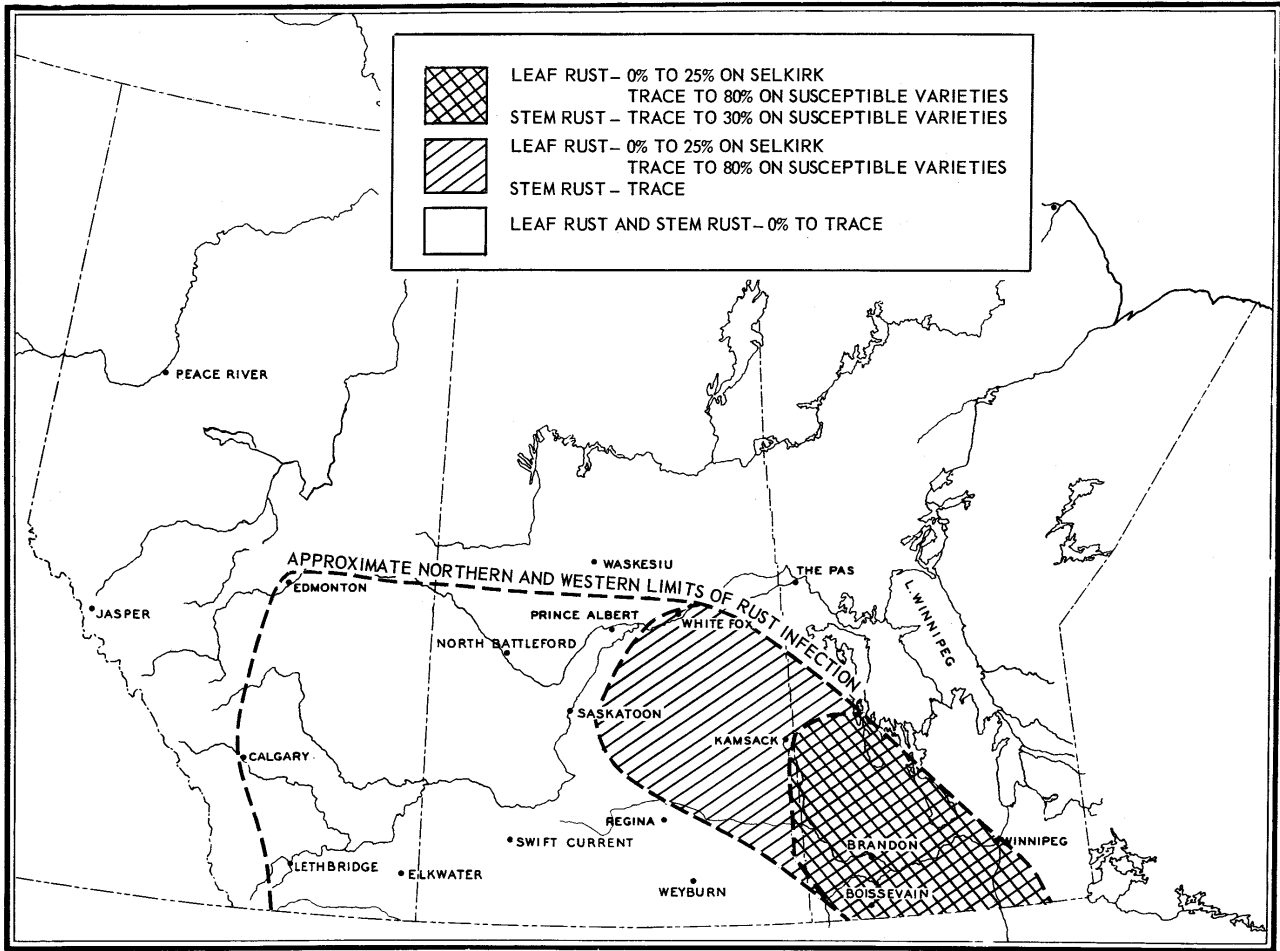 LEAF RUST – 0% TO 25% ON SELKIRK
TRACE TO 80% ON SUSCEPTIBLE VARIETIES
STEM RUST – TRACE TO 30% ON SUSCEPTIBLE VARIETIES
LEAF RUST – 0% TO 25% ON SELKIRK
TRACE TO 80% ON SUSCEPTIBLE VARIETIES
STEM RUST – TRACE
LEAF RUST AND STEM RUST – 0% TO TRACE
PEACE RIVER
APPROXIMATE NORTHERN AND WESTERN LIMITS OF RUST INFECTION
WASKESIU
THE PAS
EDMONTON
JASPER
PRINCE ALBERT
WHITE FOX
L. WINNIPEG
NORTH BATTLEFORD
SASKATOON
KAMSACK
CALGARY
REGINA
SWIFT CURRENT
BRANDON
WINNIPEG
LETHBRIDGE
ELKWATER
WEYBURN
BOISSEVAIN